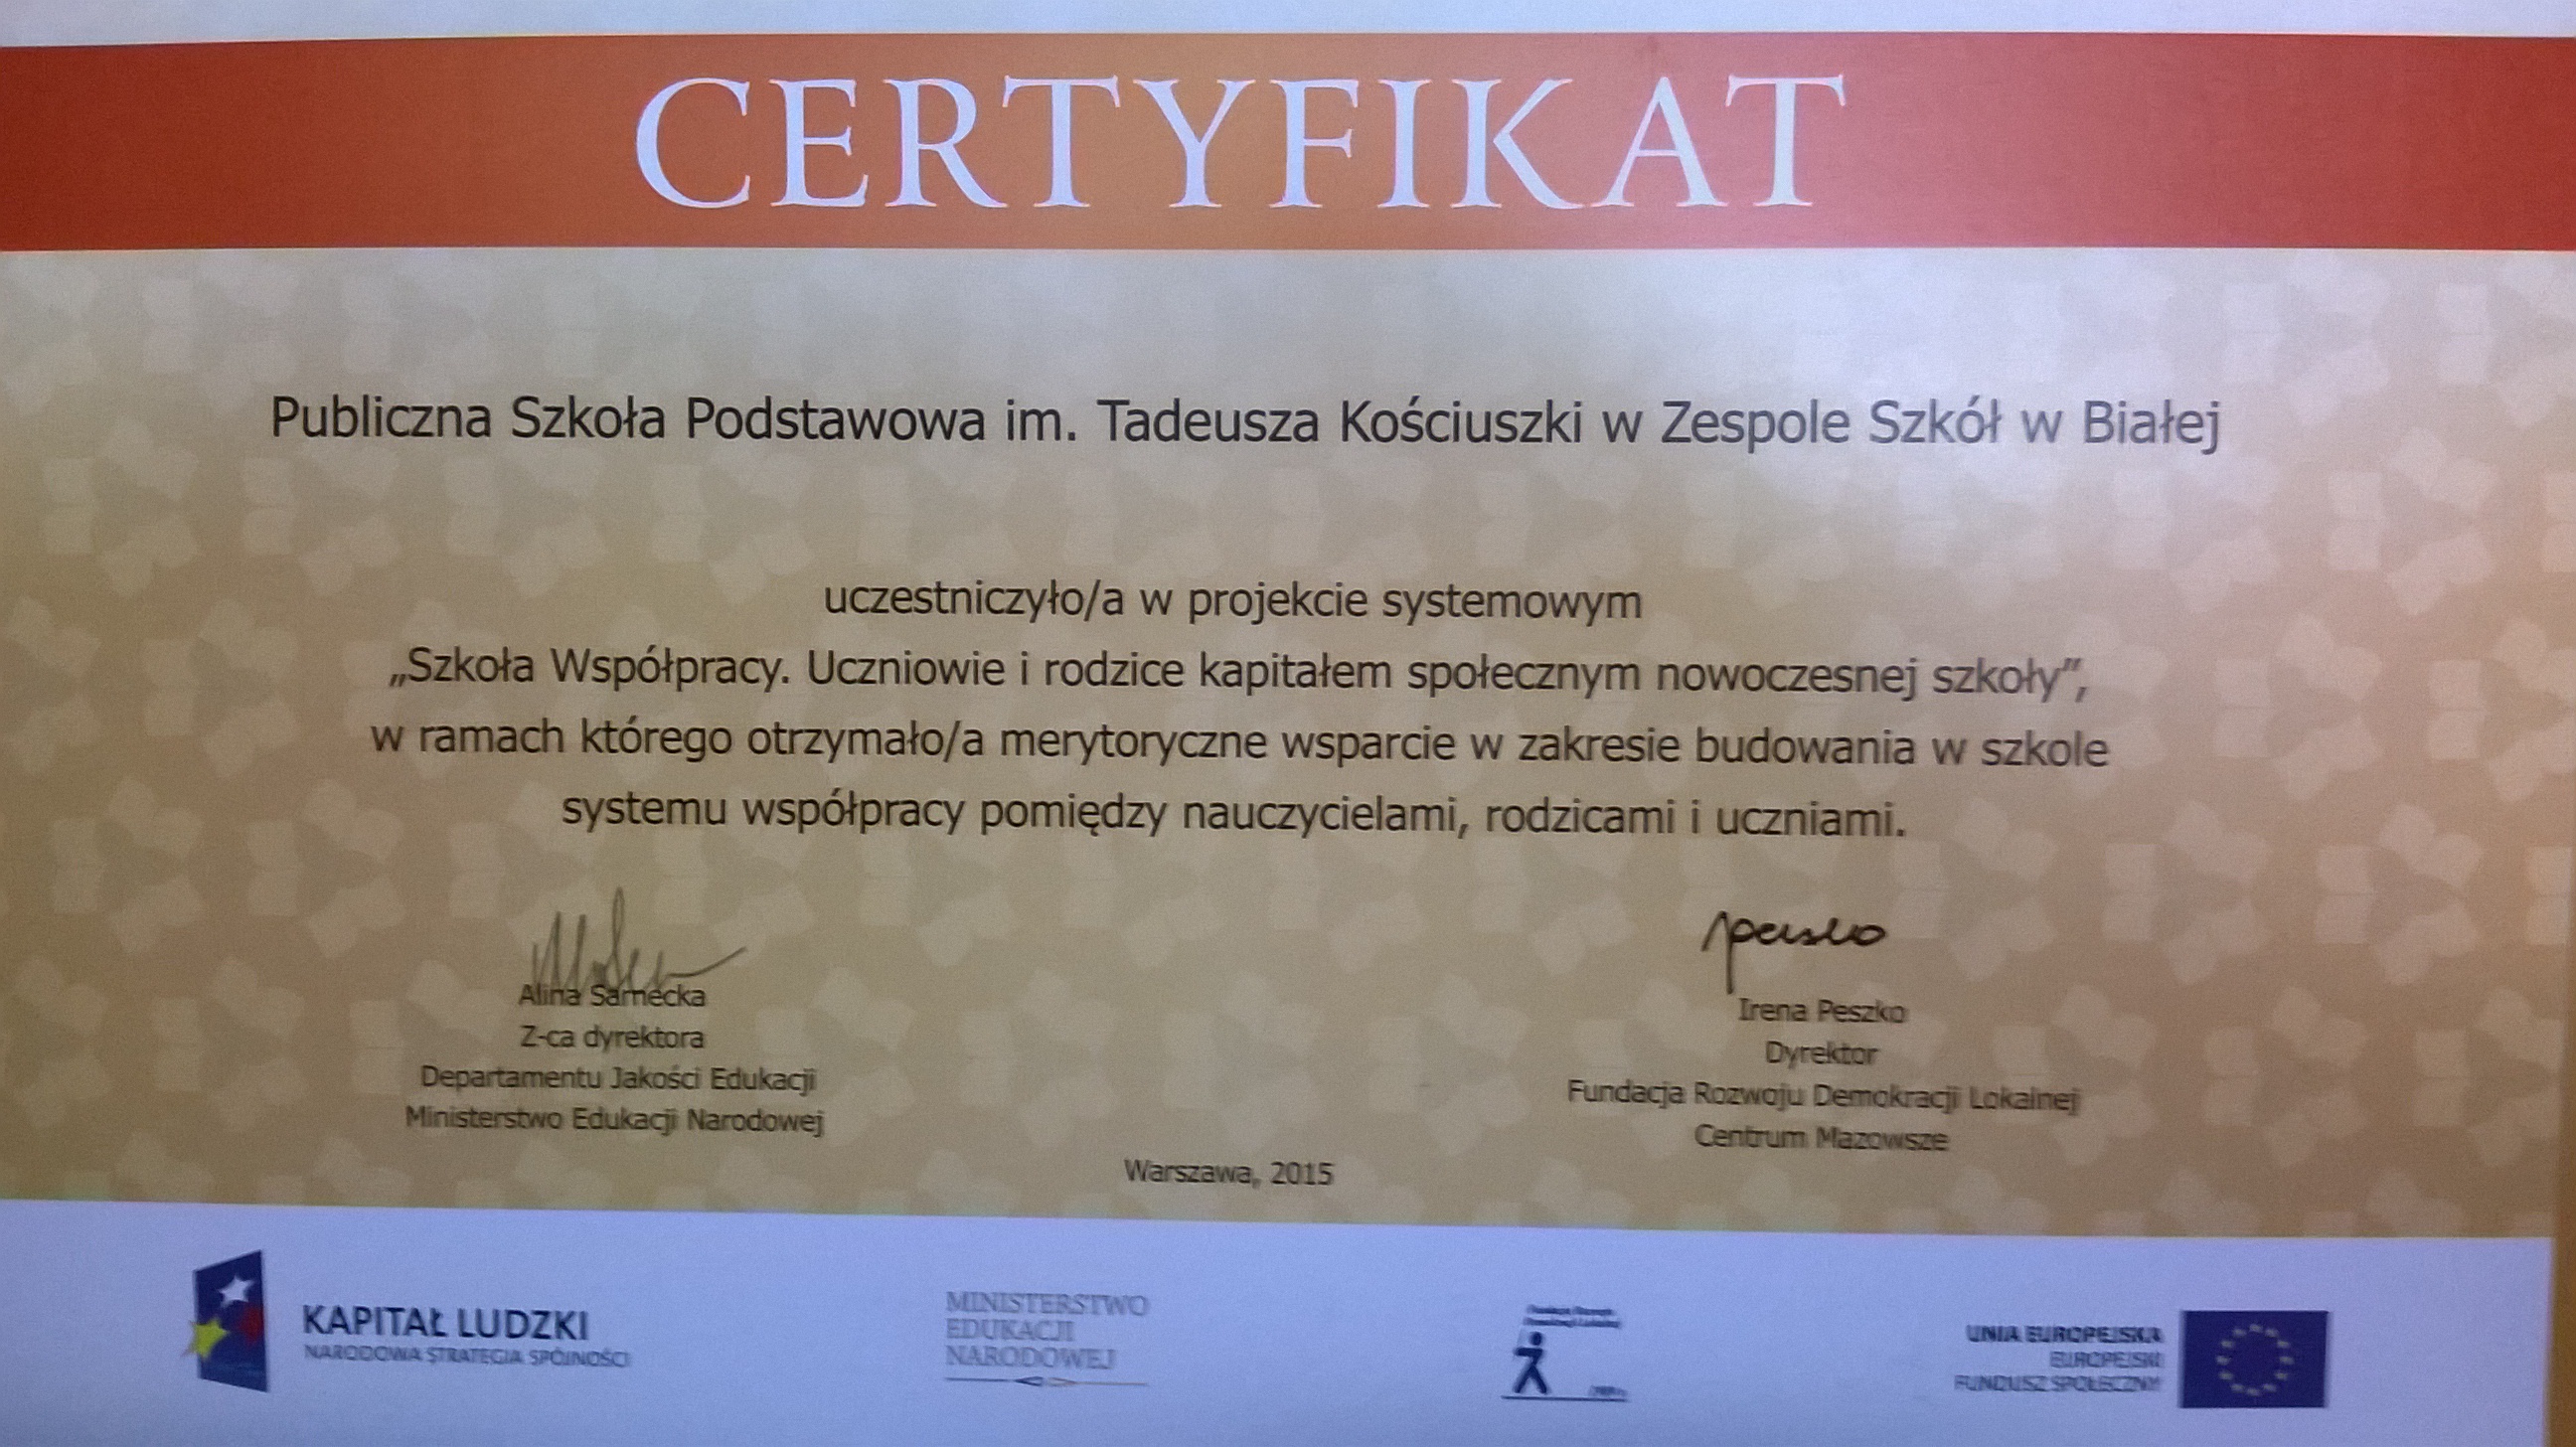 CERTYFIKAT
Publiczna Szkoła Podstawowa im. Tadeusza Kościuszki w Zespole Szkół w Białej
uczestniczyło/a w projekcie systemowym
„Szkoła Współpracy. Uczniowie i rodzice kapitałem społecznym nowoczesnej szkoły”,
w ramach którego otrzymało/a merytoryczne wsparcie w zakresie budowania w szkole
systemu współpracy pomiędzy nauczycielami, rodzicami i uczniami.
Alina Sarnecka
Z-ca dyrektora
Departamentu Jakości Edukacji
Ministerstwo Edukacji Narodowej
Peszko
Irena Peszko
Dyrektor
Fundacja Rozwoju Demokracji Lokalnej
Centrum Mazowsze
Warszawa, 2015
KAPITAŁ LUDZKI
NARODOWA STRATEGIA SPÓJNOŚCI
MINISTERSTWO
EDUKACJI
NARODOWEJ
UNIA EUROPEJSKA
EUROPEJSKI
FUNDUSZ SPOŁECZNY